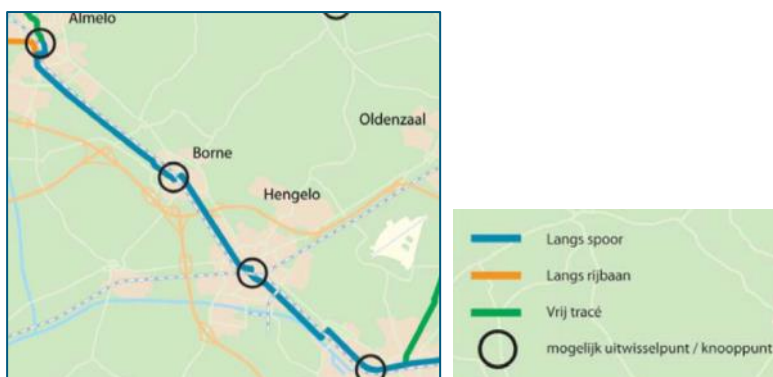 Almelo
Oldenzaal
Borne
Hengelo
Langs spoor
Langs rijbaan
Vrij tracé
mogelijk uitwisselpunt / knooppunt